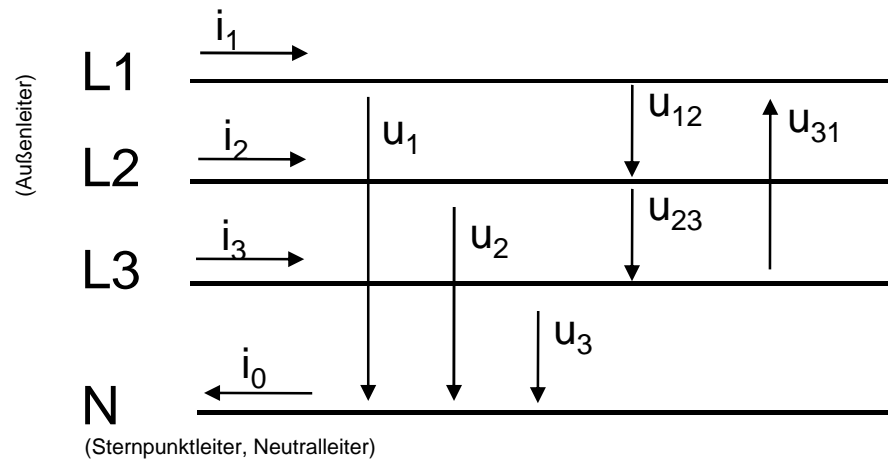 i1
L1
(Außenleiter)
u1
u12
u31
i2
L2
u23
u2
i3
L3
u3
i0
N
(Sternpunktleiter, Neutralleiter)